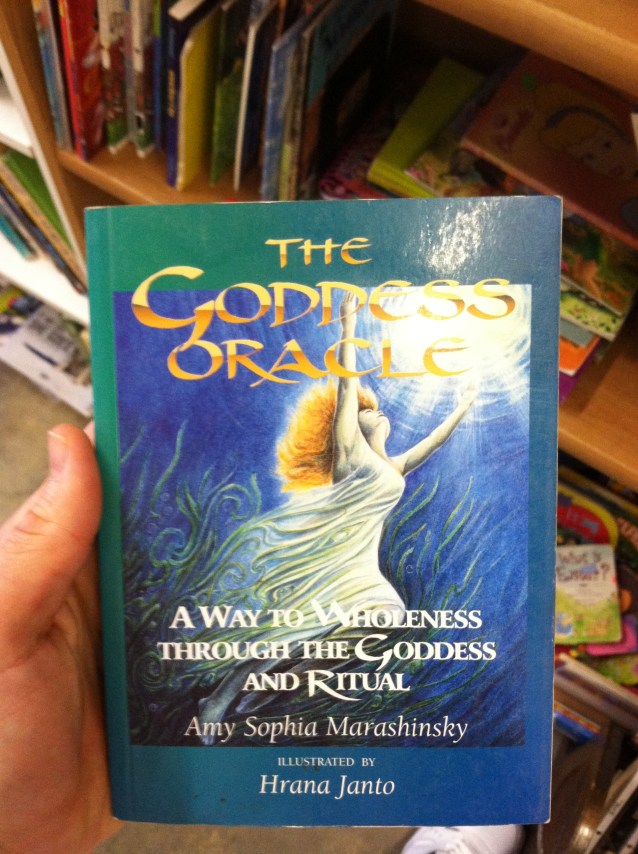 THE
GODDESS
ORACLE
A WAY TO WHOLENESS
THROUGH THE GODDESS
AND RITUAL
Amy Sophia Marashinsky
ILLUSTRATED BY
Hrana Janto